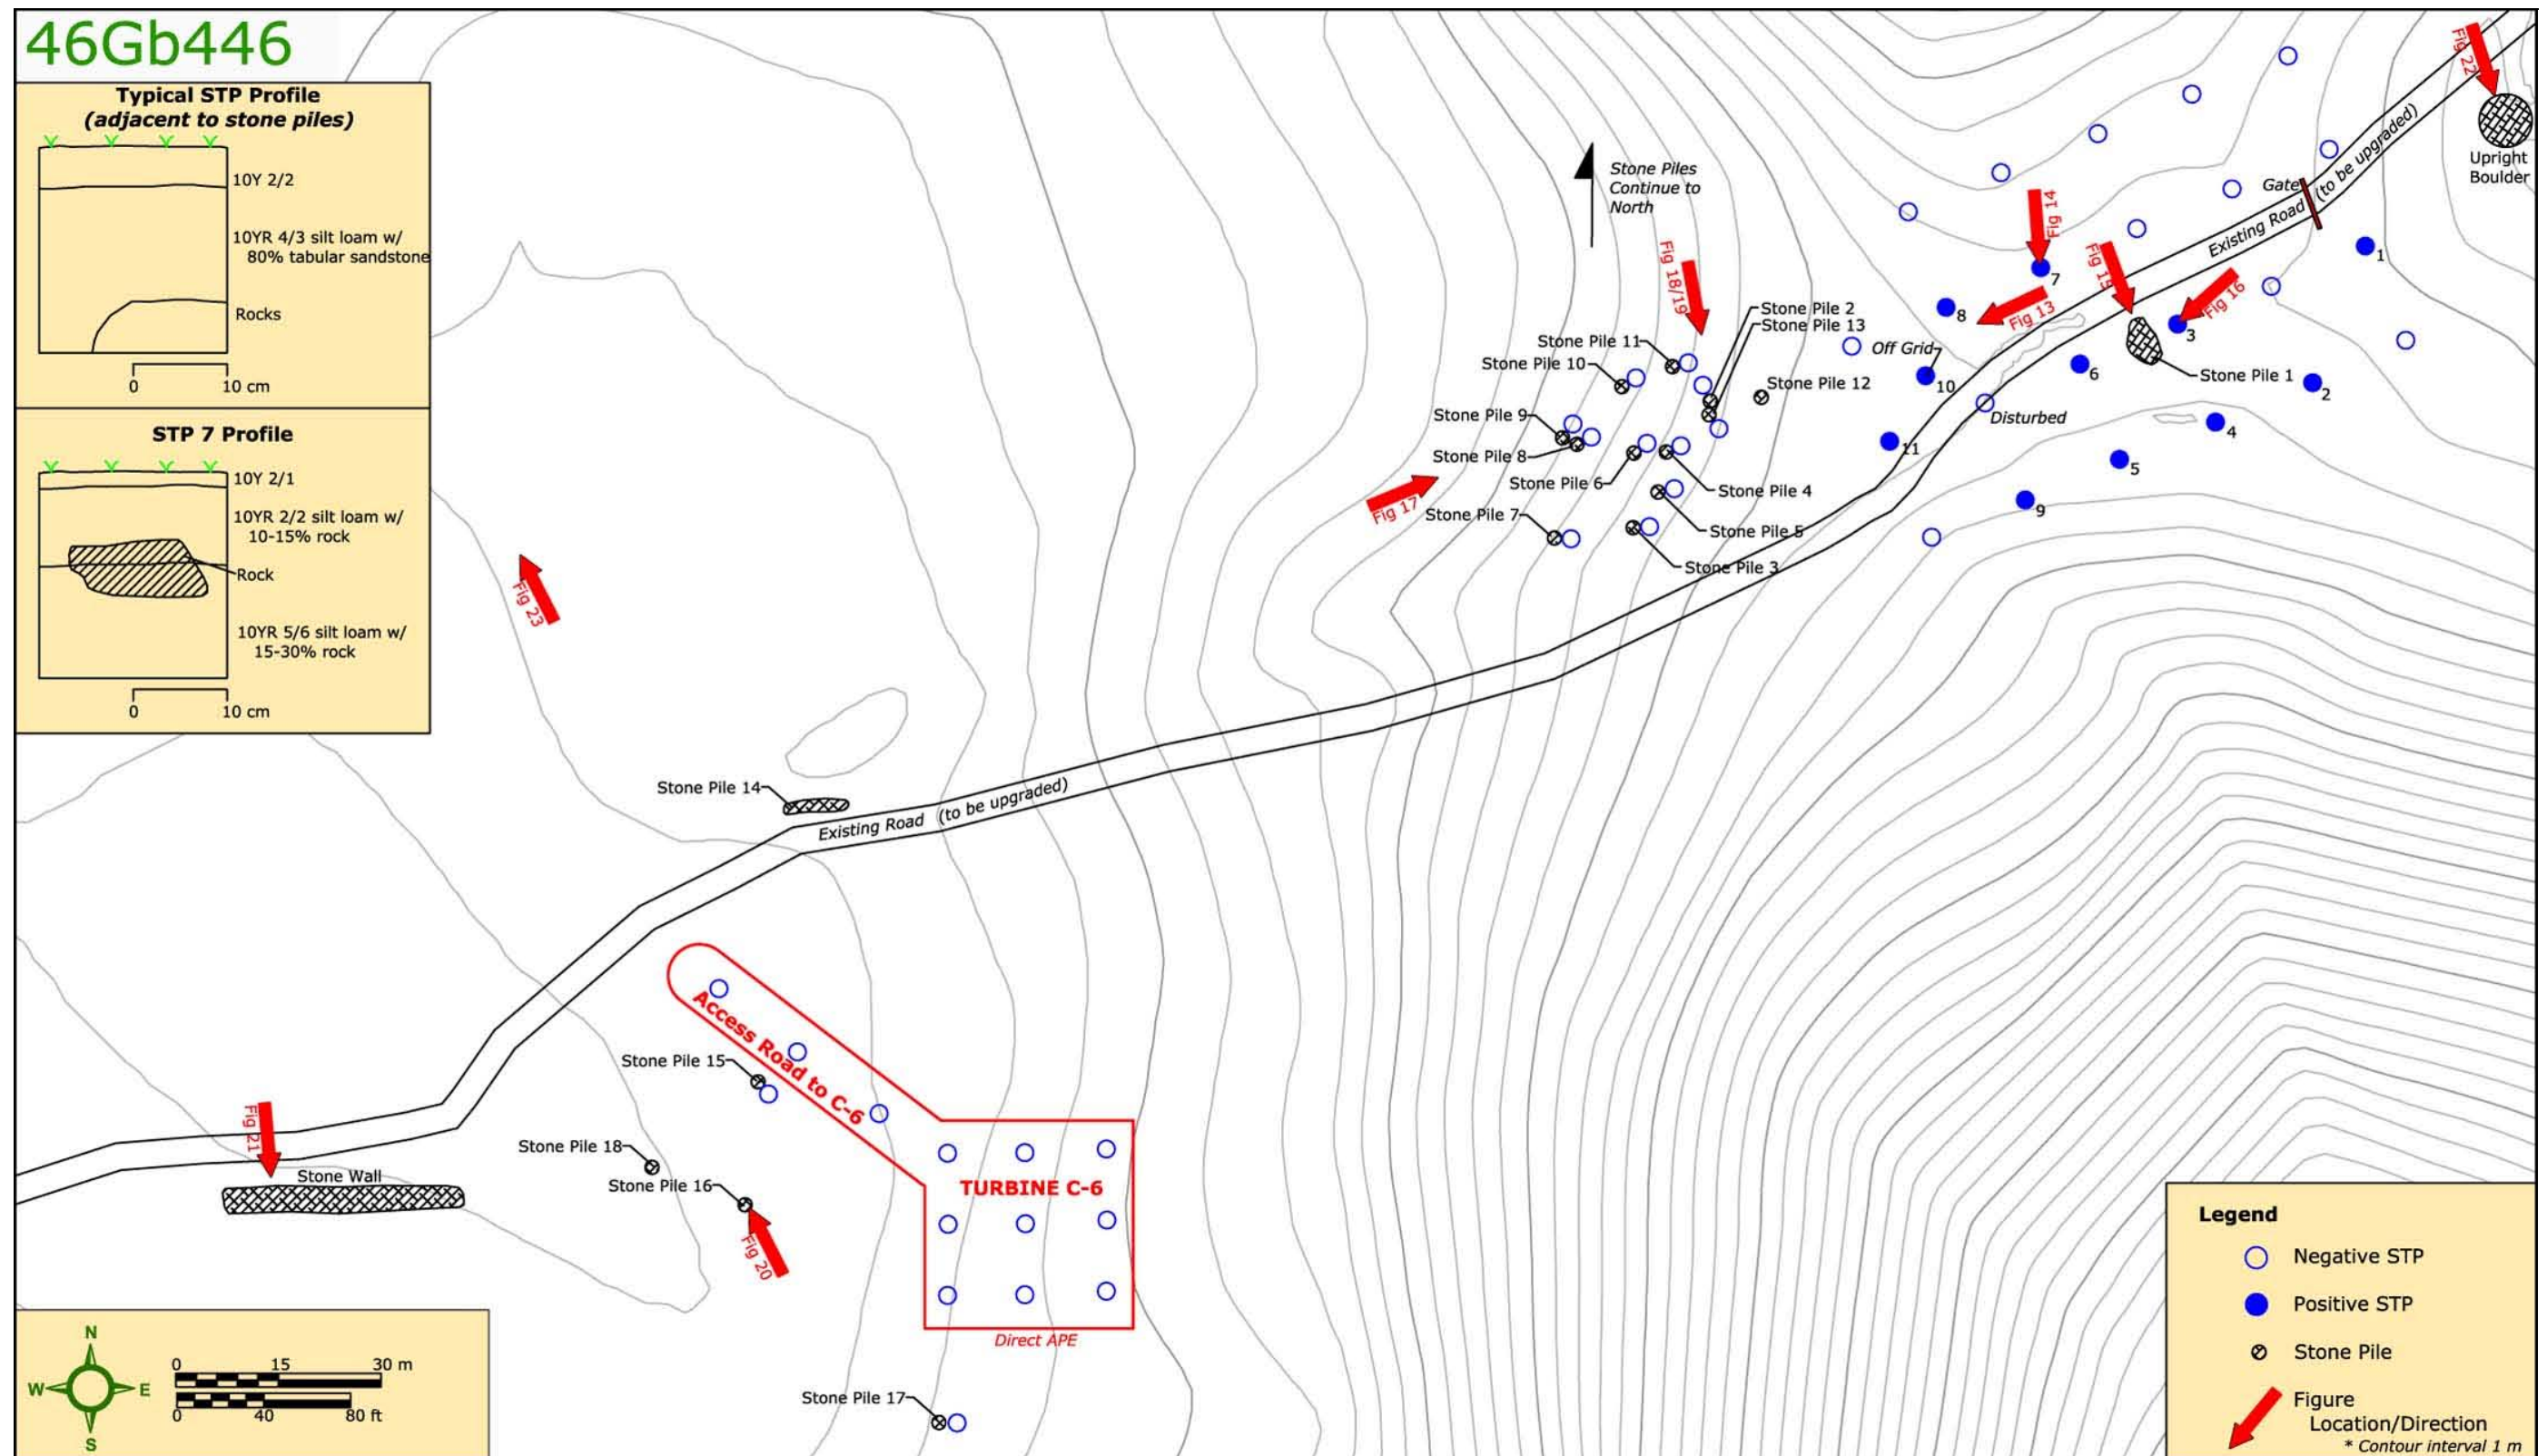 46Gb446
Typical STP Profile
(adjacent to stone piles)
10Y 2/2
10YR 4/3 silt loam w/
80% tabular sandstone
Rocks
0 10 cm
STP 7 Profile
10Y 2/1
10YR 2/2 silt loam w/
10-15% rock
Rock
10YR 5/6 silt loam w/
15-30% rock
0 10 cm
Fig 22
Upright
Boulder
Gate
Existing Road (to be upgraded)
Stone Piles
Continue to
North
Fig 14
Fig 15
Fig 16
Fig 13
Fig 18/19
1
7
8
3
Stone Pile 2
Stone Pile 13
Stone Pile 11
Stone Pile 10
Off Grid
10
6
Stone Pile 1
2
Stone Pile 12
Stone Pile 9
Disturbed
4
11
Stone Pile 8
5
Stone Pile 6
Stone Pile 4
9
Fig 17
Stone Pile 7
Stone Pile 5
Stone Pile 3
Fig 23
Stone Pile 14
Existing Road (to be upgraded)
Access Road to C-6
Stone Pile 15
Fig 21
Stone Pile 18
Stone Wall
Stone Pile 16
TURBINE C-6
Fig 20
Direct APE
Stone Pile 17
N
W E
S
0 15 30 m
0 40 80 ft
Legend
Negative STP
Positive STP
Stone Pile
Figure
Location/Direction
* Contour interval 1 m